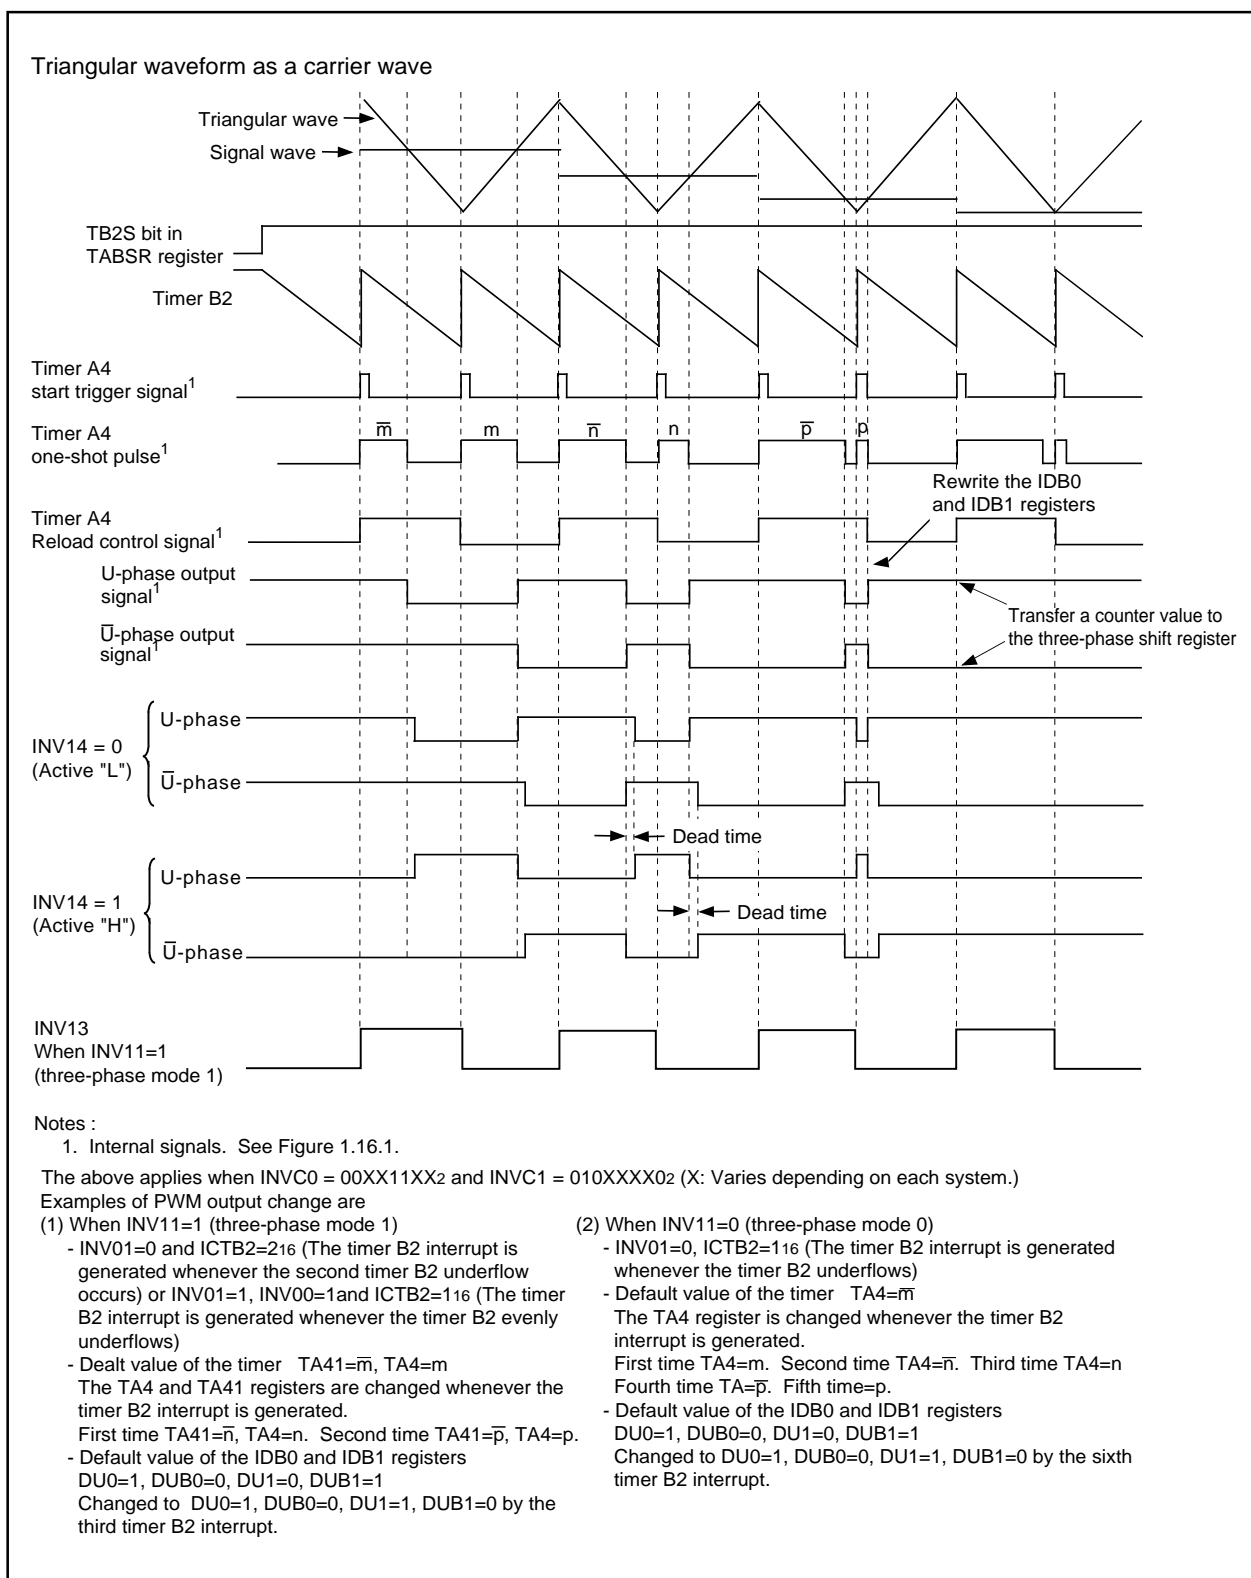 Triangular waveform as a carrier wave
Triangular wave
Signal wave
TB2S bit in
TABSR register
Timer B2
Timer A4
start trigger signal¹
Timer A4
one-shot pulse¹
m̅ m n̅ n p̅ p
Rewrite the IDB0
and IDB1 registers
Timer A4
Reload control signal¹
U-phase output
signal¹
Transfer a counter value to
the three-phase shift register
U̅-phase output
signal¹
INV14 = 0
(Active "L")
U-phase
U̅-phase
Dead time
INV14 = 1
(Active "H")
U-phase
Dead time
U̅-phase
INV13
When INV11=1
(three-phase mode 1)
Notes :
1. Internal signals. See Figure 1.16.1.
The above applies when INVC0 = 00XX11XX₂ and INVC1 = 010XXXX0₂ (X: Varies depending on each system.)
Examples of PWM output change are
(1) When INV11=1 (three-phase mode 1)
- INV01=0 and ICTB2=2₁₆ (The timer B2 interrupt is
generated whenever the second timer B2 underflow
occurs) or INV01=1, INV00=1and ICTB2=1₁₆ (The timer
B2 interrupt is generated whenever the timer B2 evenly
underflows)
- Dealt value of the timer TA41=m̅, TA4=m
The TA4 and TA41 registers are changed whenever the
timer B2 interrupt is generated.
First time TA41=n̅, TA4=n. Second time TA41=p̅, TA4=p.
- Default value of the IDB0 and IDB1 registers
DU0=1, DUB0=0, DU1=0, DUB1=1
Changed to DU0=1, DUB0=0, DU1=1, DUB1=0 by the
third timer B2 interrupt.
(2) When INV11=0 (three-phase mode 0)
- INV01=0, ICTB2=1₁₆ (The timer B2 interrupt is generated
whenever the timer B2 underflows)
- Default value of the timer TA4=m̅
The TA4 register is changed whenever the timer B2
interrupt is generated.
First time TA4=m. Second time TA4=n̅. Third time TA4=n
Fourth time TA=p̅. Fifth time=p.
- Default value of the IDB0 and IDB1 registers
DU0=1, DUB0=0, DU1=0, DUB1=1
Changed to DU0=1, DUB0=0, DU1=1, DUB1=0 by the sixth
timer B2 interrupt.